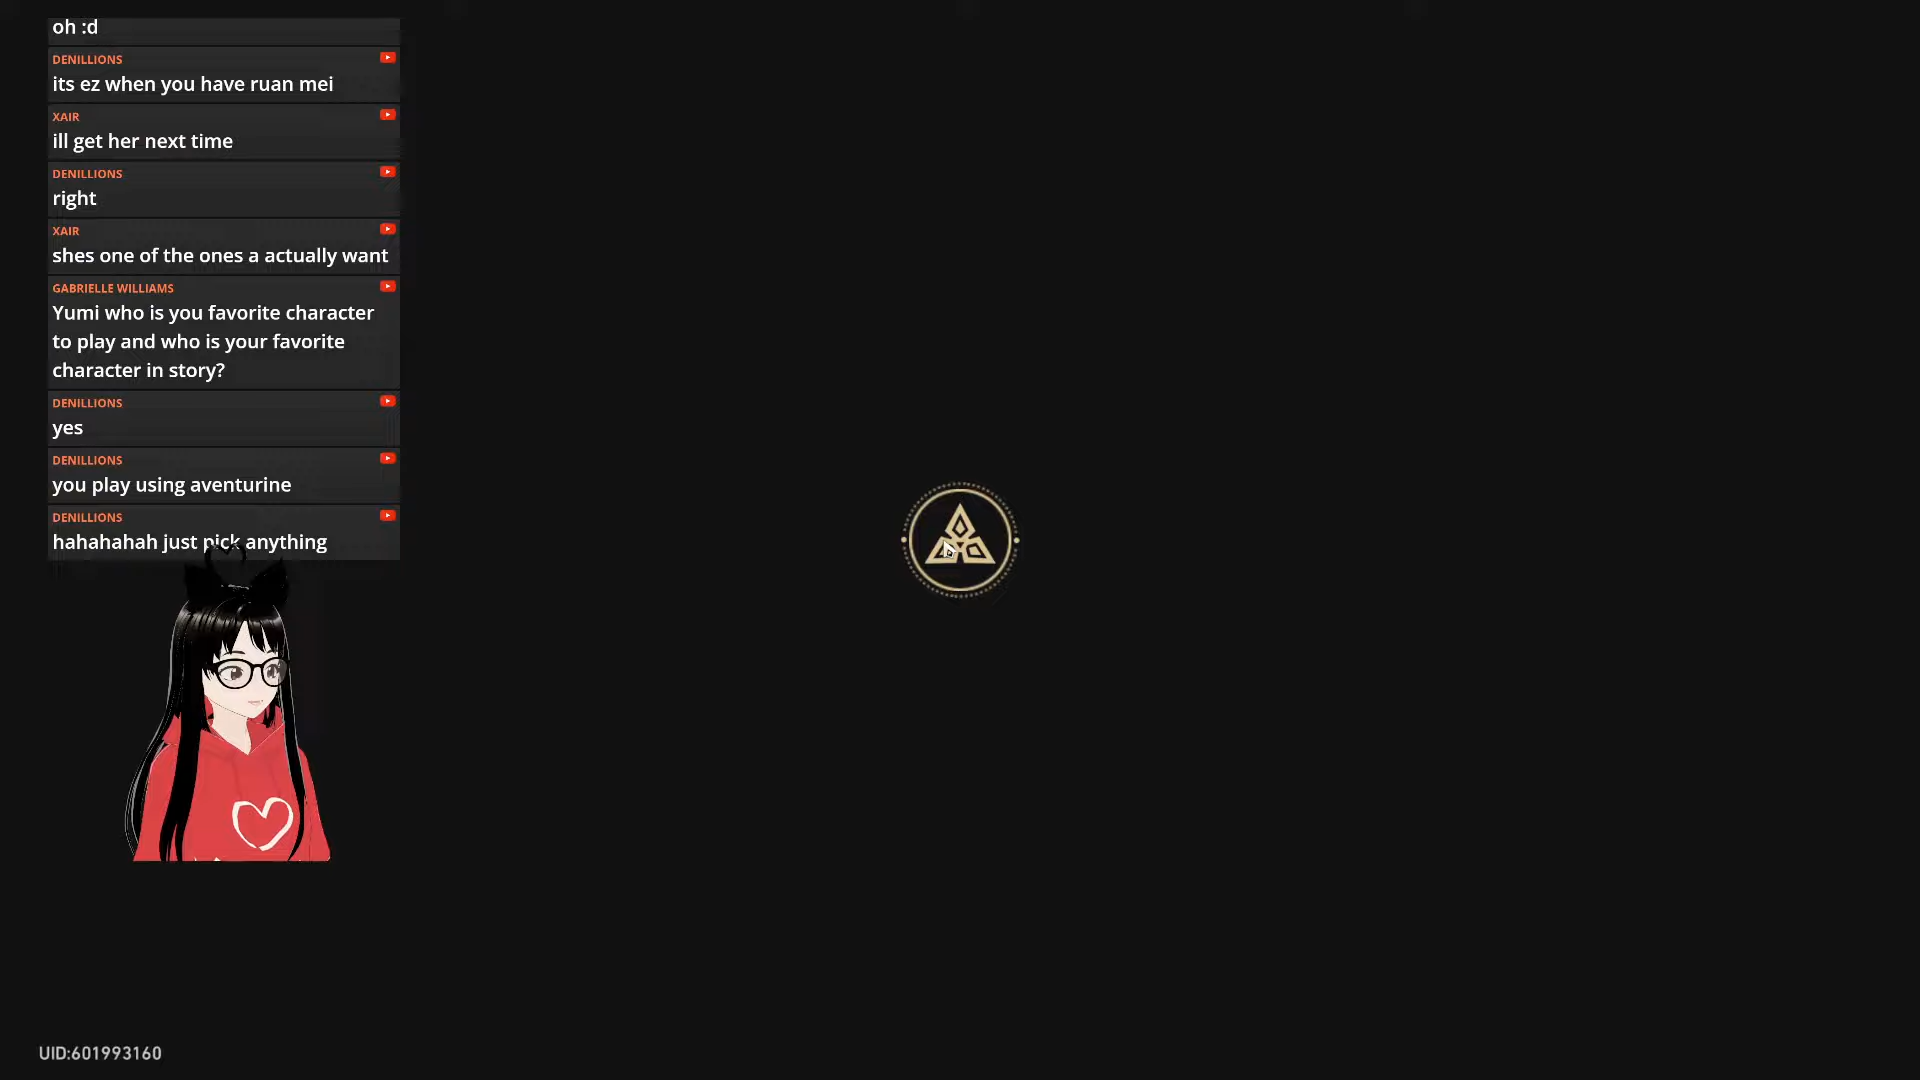 oh :d
DENILLIONS
its ez when you have ruan mei
XAIR
ill get her next time
DENILLIONS
right
XAIR
shes one of the ones a actually want
GABRIELLE WILLIAMS
Yumi who is you favorite character
to play and who is your favorite
character in story?
DENILLIONS
yes
DENILLIONS
you play using aventurine
DENILLIONS
hahahahah just pick anything
UID:601993160